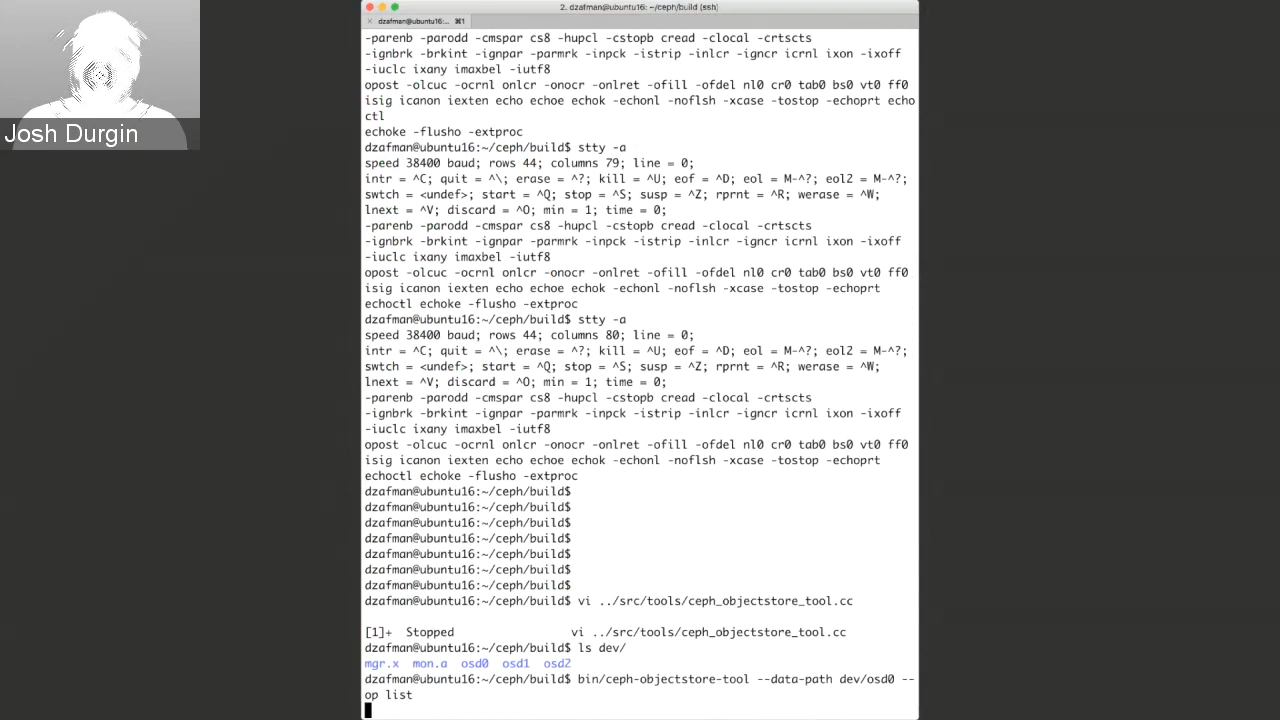 2. dzafman@ubuntu16: ~/ceph/build (ssh)
× dzafman@ubuntu16:... ⌘1
-parenb -parodd -cmspar cs8 -hupcl -cstopb cread -clocal -crtscts
-ignbrk -brkint -ignpar -parmrk -inpck -istrip -inlcr -igncr icrnl ixon -ixoff
-iuclc ixany imaxbel -iutf8
opost -olcuc -ocrnl onlcr -onocr -onlret -ofill -ofdel nl0 cr0 tab0 bs0 vt0 ff0
isig icanon iexten echo echoe echok -echonl -noflsh -xcase -tostop -echoprt echo
ctl
echoke -flusho -extproc
Josh Durgin
dzafman@ubuntu16:~/ceph/build$ stty -a
speed 38400 baud; rows 44; columns 79; line = 0;
intr = ^C; quit = ^\; erase = ^?; kill = ^U; eof = ^D; eol = M-^?; eol2 = M-^?;
swtch = <undef>; start = ^Q; stop = ^S; susp = ^Z; rprnt = ^R; werase = ^W;
lnext = ^V; discard = ^O; min = 1; time = 0;
-parenb -parodd -cmspar cs8 -hupcl -cstopb cread -clocal -crtscts
-ignbrk -brkint -ignpar -parmrk -inpck -istrip -inlcr -igncr icrnl ixon -ixoff
-iuclc ixany imaxbel -iutf8
opost -olcuc -ocrnl onlcr -onocr -onlret -ofill -ofdel nl0 cr0 tab0 bs0 vt0 ff0
isig icanon iexten echo echoe echok -echonl -noflsh -xcase -tostop -echoprt
echoctl echoke -flusho -extproc
dzafman@ubuntu16:~/ceph/build$ stty -a
speed 38400 baud; rows 44; columns 80; line = 0;
intr = ^C; quit = ^\; erase = ^?; kill = ^U; eof = ^D; eol = M-^?; eol2 = M-^?;
swtch = <undef>; start = ^Q; stop = ^S; susp = ^Z; rprnt = ^R; werase = ^W;
lnext = ^V; discard = ^O; min = 1; time = 0;
-parenb -parodd -cmspar cs8 -hupcl -cstopb cread -clocal -crtscts
-ignbrk -brkint -ignpar -parmrk -inpck -istrip -inlcr -igncr icrnl ixon -ixoff
-iuclc ixany imaxbel -iutf8
opost -olcuc -ocrnl onlcr -onocr -onlret -ofill -ofdel nl0 cr0 tab0 bs0 vt0 ff0
isig icanon iexten echo echoe echok -echonl -noflsh -xcase -tostop -echoprt
echoctl echoke -flusho -extproc
dzafman@ubuntu16:~/ceph/build$
dzafman@ubuntu16:~/ceph/build$
dzafman@ubuntu16:~/ceph/build$
dzafman@ubuntu16:~/ceph/build$
dzafman@ubuntu16:~/ceph/build$
dzafman@ubuntu16:~/ceph/build$
dzafman@ubuntu16:~/ceph/build$
dzafman@ubuntu16:~/ceph/build$ vi ../src/tools/ceph_objectstore_tool.cc
[1]+  Stopped                 vi ../src/tools/ceph_objectstore_tool.cc
dzafman@ubuntu16:~/ceph/build$ ls dev/
mgr.x  mon.a  osd0  osd1  osd2
dzafman@ubuntu16:~/ceph/build$ bin/ceph-objectstore-tool --data-path dev/osd0 --
op list